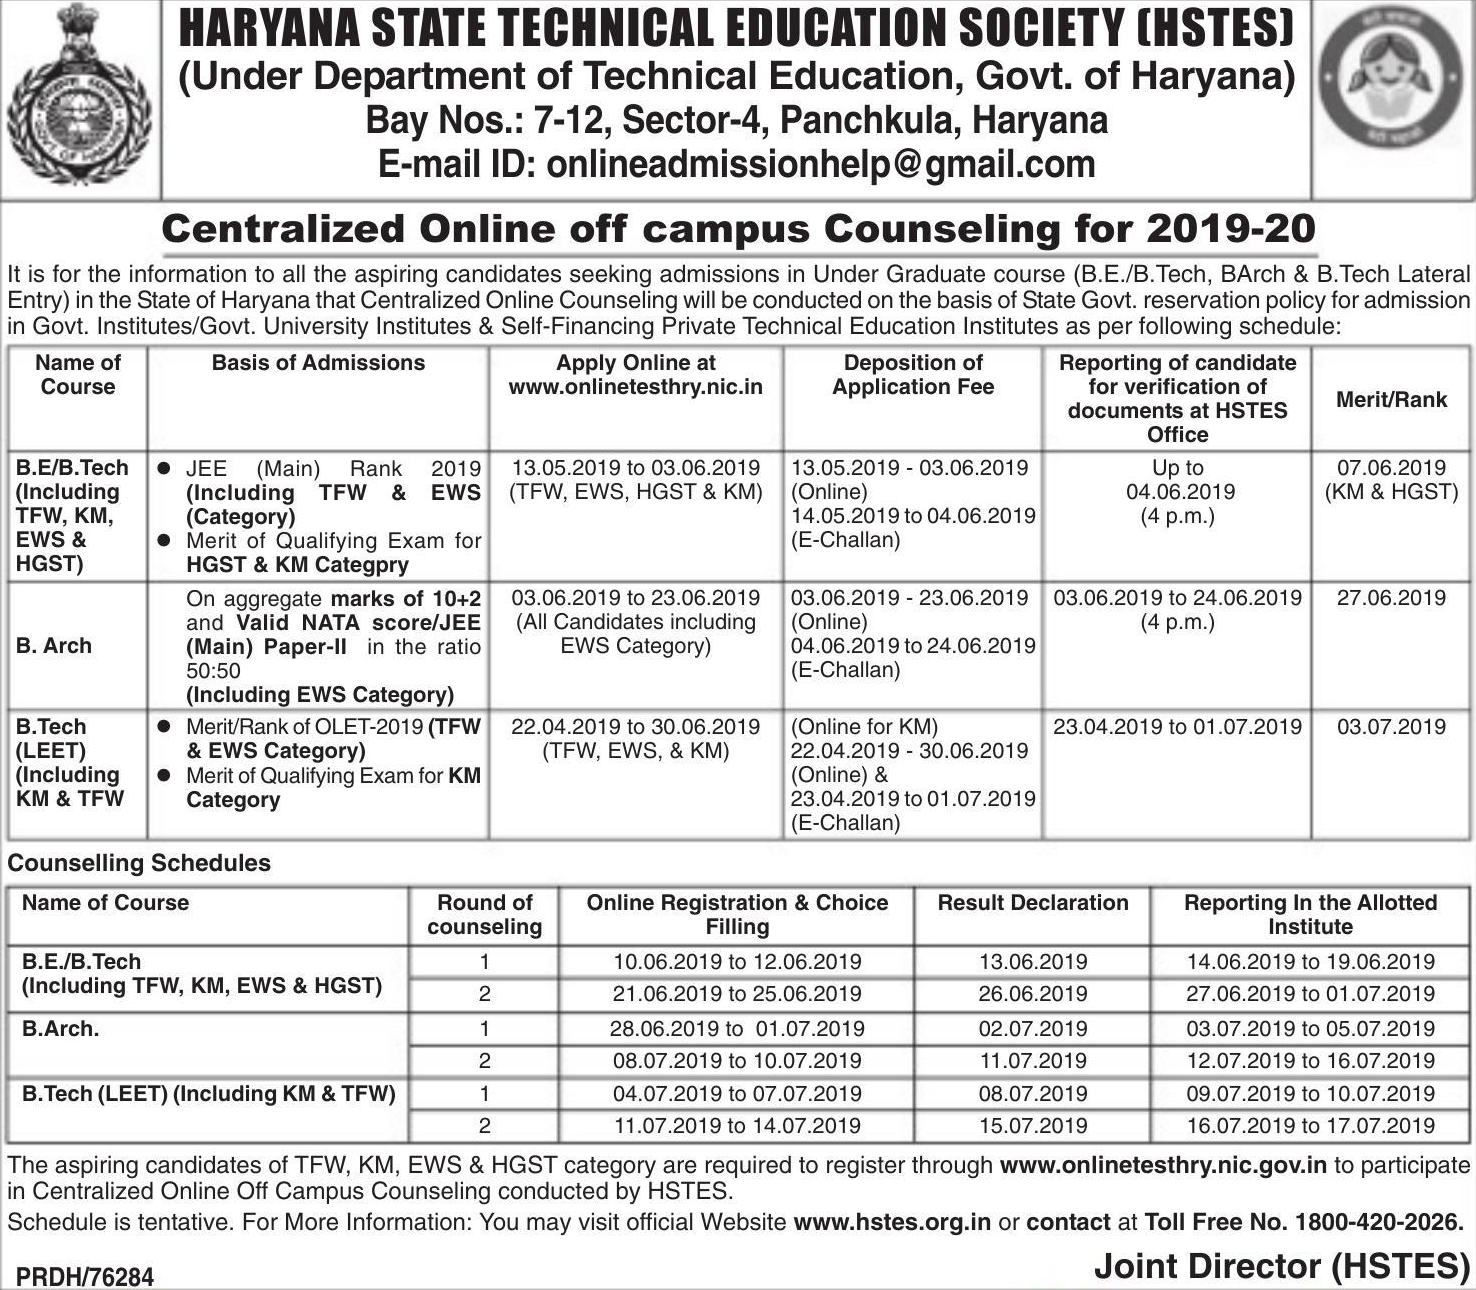 HARYANA STATE TECHNICAL EDUCATION SOCIETY (HSTES)
(Under Department of Technical Education, Govt. of Haryana)
Bay Nos.: 7-12, Sector-4, Panchkula, Haryana
E-mail ID: onlineadmissionhelp@gmail.com
Centralized Online off campus Counseling for 2019-20
It is for the information to all the aspiring candidates seeking admissions in Under Graduate course (B.E./B.Tech, BArch & B.Tech Lateral
Entry) in the State of Haryana that Centralized Online Counseling will be conducted on the basis of State Govt. reservation policy for admission
in Govt. Institutes/Govt. University Institutes & Self-Financing Private Technical Education Institutes as per following schedule:
Name of
Course
Basis of Admissions
Apply Online at
www.onlinetesthry.nic.in
Deposition of
Application Fee
Reporting of candidate
for verification of
documents at HSTES
Office
Merit/Rank
B.E/B.Tech
(Including
TFW, KM,
EWS &
HGST)
● JEE (Main) Rank 2019
(Including TFW & EWS
(Category)
● Merit of Qualifying Exam for
HGST & KM Categpry
13.05.2019 to 03.06.2019
(TFW, EWS, HGST & KM)
13.05.2019 - 03.06.2019
(Online)
14.05.2019 to 04.06.2019
(E-Challan)
Up to
04.06.2019
(4 p.m.)
07.06.2019
(KM & HGST)
B. Arch
On aggregate marks of 10+2
and Valid NATA score/JEE
(Main) Paper-II in the ratio
50:50
(Including EWS Category)
03.06.2019 to 23.06.2019
(All Candidates including
EWS Category)
03.06.2019 - 23.06.2019
(Online)
04.06.2019 to 24.06.2019
(E-Challan)
03.06.2019 to 24.06.2019
(4 p.m.)
27.06.2019
B.Tech
(LEET)
(Including
KM & TFW
● Merit/Rank of OLET-2019 (TFW
& EWS Category)
● Merit of Qualifying Exam for KM
Category
22.04.2019 to 30.06.2019
(TFW, EWS, & KM)
(Online for KM)
22.04.2019 - 30.06.2019
(Online) &
23.04.2019 to 01.07.2019
(E-Challan)
23.04.2019 to 01.07.2019
03.07.2019
Counselling Schedules
Name of Course
Round of
counseling
Online Registration & Choice
Filling
Result Declaration
Reporting In the Allotted
Institute
B.E./B.Tech
(Including TFW, KM, EWS & HGST)
1 10.06.2019 to 12.06.2019 13.06.2019 14.06.2019 to 19.06.2019
2 21.06.2019 to 25.06.2019 26.06.2019 27.06.2019 to 01.07.2019
B.Arch. 1 28.06.2019 to 01.07.2019 02.07.2019 03.07.2019 to 05.07.2019
2 08.07.2019 to 10.07.2019 11.07.2019 12.07.2019 to 16.07.2019
B.Tech (LEET) (Including KM & TFW) 1 04.07.2019 to 07.07.2019 08.07.2019 09.07.2019 to 10.07.2019
2 11.07.2019 to 14.07.2019 15.07.2019 16.07.2019 to 17.07.2019
The aspiring candidates of TFW, KM, EWS & HGST category are required to register through www.onlinetesthry.nic.gov.in to participate
in Centralized Online Off Campus Counseling conducted by HSTES.
Schedule is tentative. For More Information: You may visit official Website www.hstes.org.in or contact at Toll Free No. 1800-420-2026.
PRDH/76284
Joint Director (HSTES)